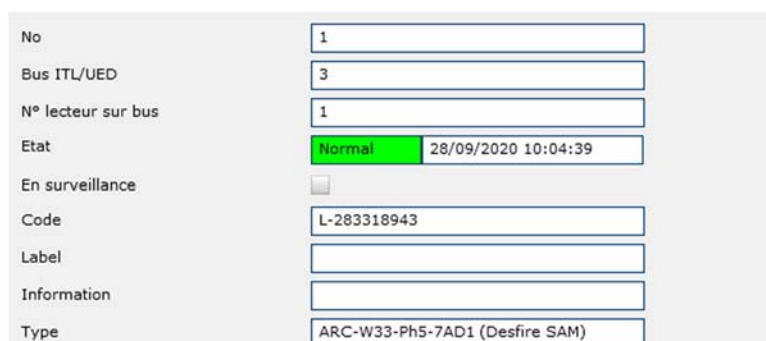 No 1
Bus ITL/UED 3
N° lecteur sur bus 1
Etat Normal 28/09/2020 10:04:39
En surveillance
Code L-283318943
Label
Information
Type ARC-W33-Ph5-7AD1 (Desfire SAM)